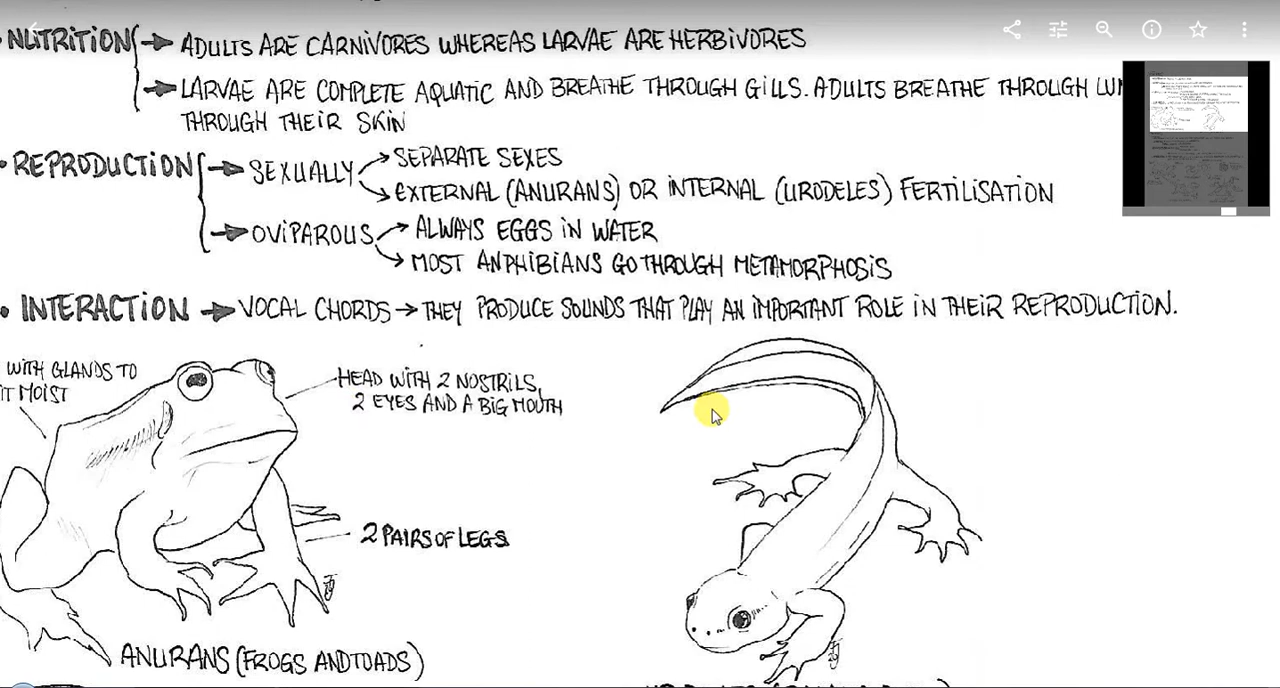 • NUTRITION → ADULTS ARE CARNIVORES WHEREAS LARVAE ARE HERBIVORES
→ LARVAE ARE COMPLETE AQUATIC AND BREATHE THROUGH GILLS. ADULTS BREATHE THROUGH LUN
THROUGH THEIR SKIN
• REPRODUCTION → SEXUALLY → SEPARATE SEXES
→ EXTERNAL (ANURANS) OR INTERNAL (URODELES) FERTILISATION
→ OVIPAROUS → ALWAYS EGGS IN WATER
→ MOST ANPHIBIANS GO THROUGH METAMORPHOSIS
• INTERACTION → VOCAL CHORDS → THEY PRODUCE SOUNDS THAT PLAY AN IMPORTANT ROLE IN THEIR REPRODUCTION.
WITH GLANDS TO
IT MOIST
HEAD WITH 2 NOSTRILS,
2 EYES AND A BIG MOUTH
2 PAIRS OF LEGS
ANURANS (FROGS AND TOADS)